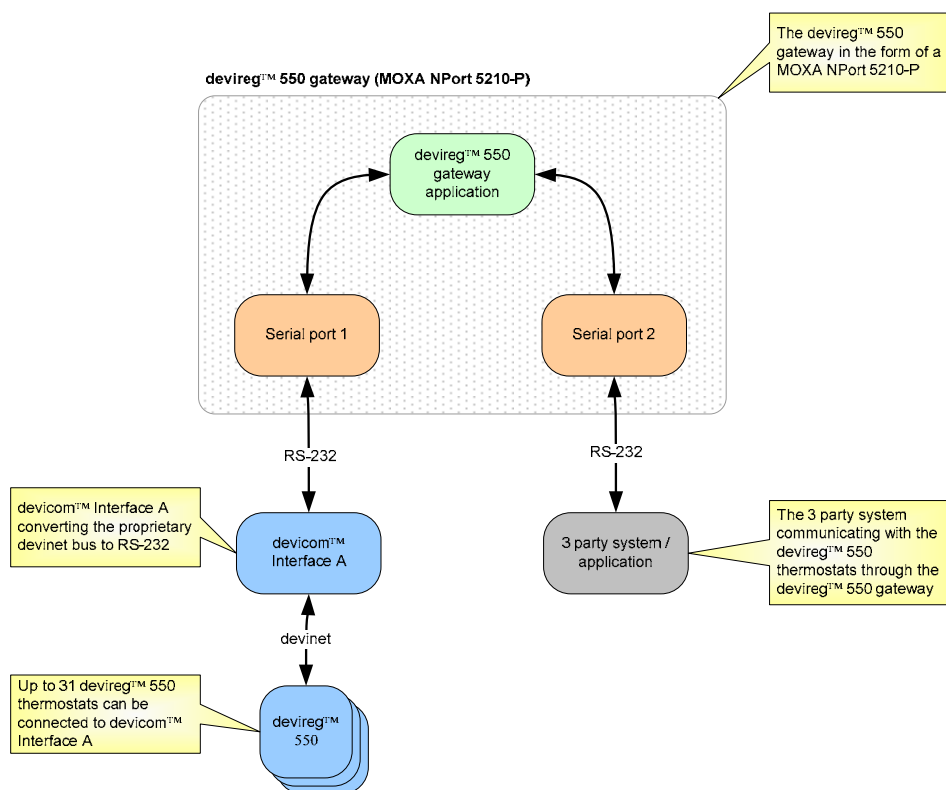 The devireg™ 550
gateway in the form of a
MOXA NPort 5210-P
devireg™ 550 gateway (MOXA NPort 5210-P)
devireg™ 550
gateway
application
Serial port 1
Serial port 2
RS-232
RS-232
devicom™ Interface A
converting the proprietary
devinet bus to RS-232
devicom™
Interface A
3 party system /
application
The 3 party system
communicating with the
devireg™ 550
thermostats through the
devireg™ 550 gateway
devinet
Up to 31 devireg™ 550
thermostats can be
connected to devicom™
Interface A
devireg™
550